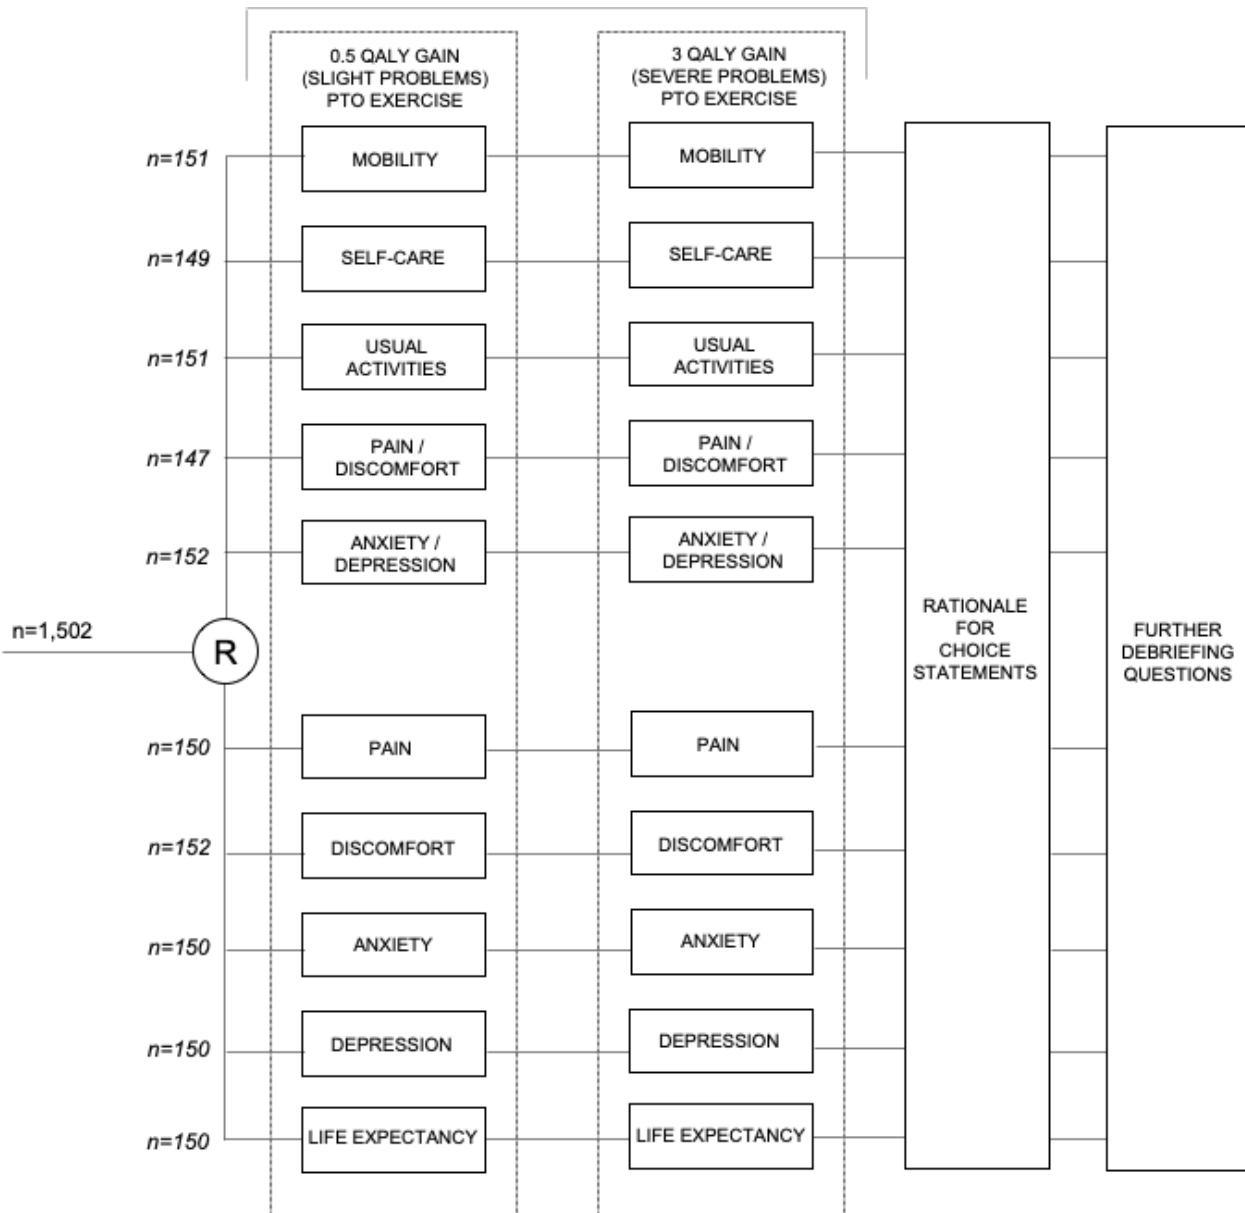 0.5 QALY GAIN
(SLIGHT PROBLEMS)
PTO EXERCISE
3 QALY GAIN
(SEVERE PROBLEMS)
PTO EXERCISE
n=151
MOBILITY
MOBILITY
n=149
SELF-CARE
SELF-CARE
n=151
USUAL
ACTIVITIES
USUAL
ACTIVITIES
n=147
PAIN /
DISCOMFORT
PAIN /
DISCOMFORT
n=152
ANXIETY /
DEPRESSION
ANXIETY /
DEPRESSION
n=1,502
R
RATIONALE
FOR
CHOICE
STATEMENTS
FURTHER
DEBRIEFING
QUESTIONS
n=150
PAIN
PAIN
n=152
DISCOMFORT
DISCOMFORT
n=150
ANXIETY
ANXIETY
n=150
DEPRESSION
DEPRESSION
n=150
LIFE EXPECTANCY
LIFE EXPECTANCY